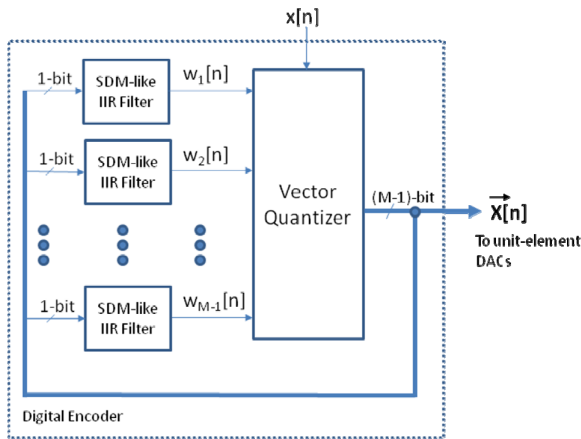 x[n]
1-bit
SDM-like
IIR Filter
w1[n]
1-bit
SDM-like
IIR Filter
w2[n]
Vector
Quantizer
(M-1)-bit
X[n]
To unit-element
DACs
1-bit
SDM-like
IIR Filter
wM-1[n]
Digital Encoder